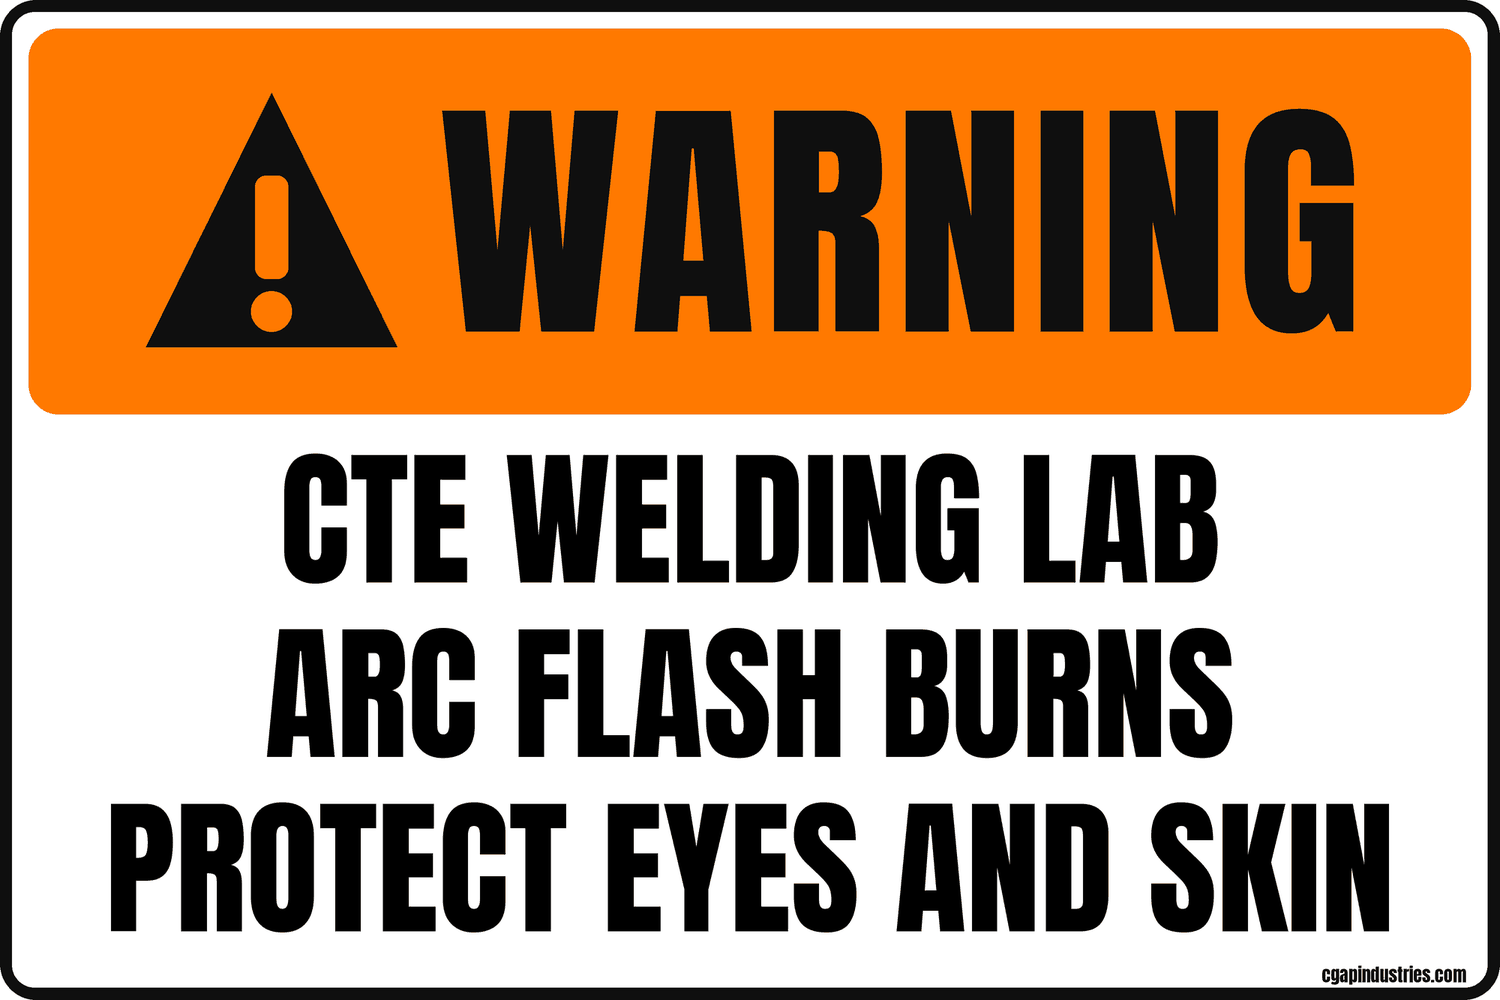 WARNING
CTE WELDING LAB
ARC FLASH BURNS
PROTECT EYES AND SKIN
cgapindustries.com